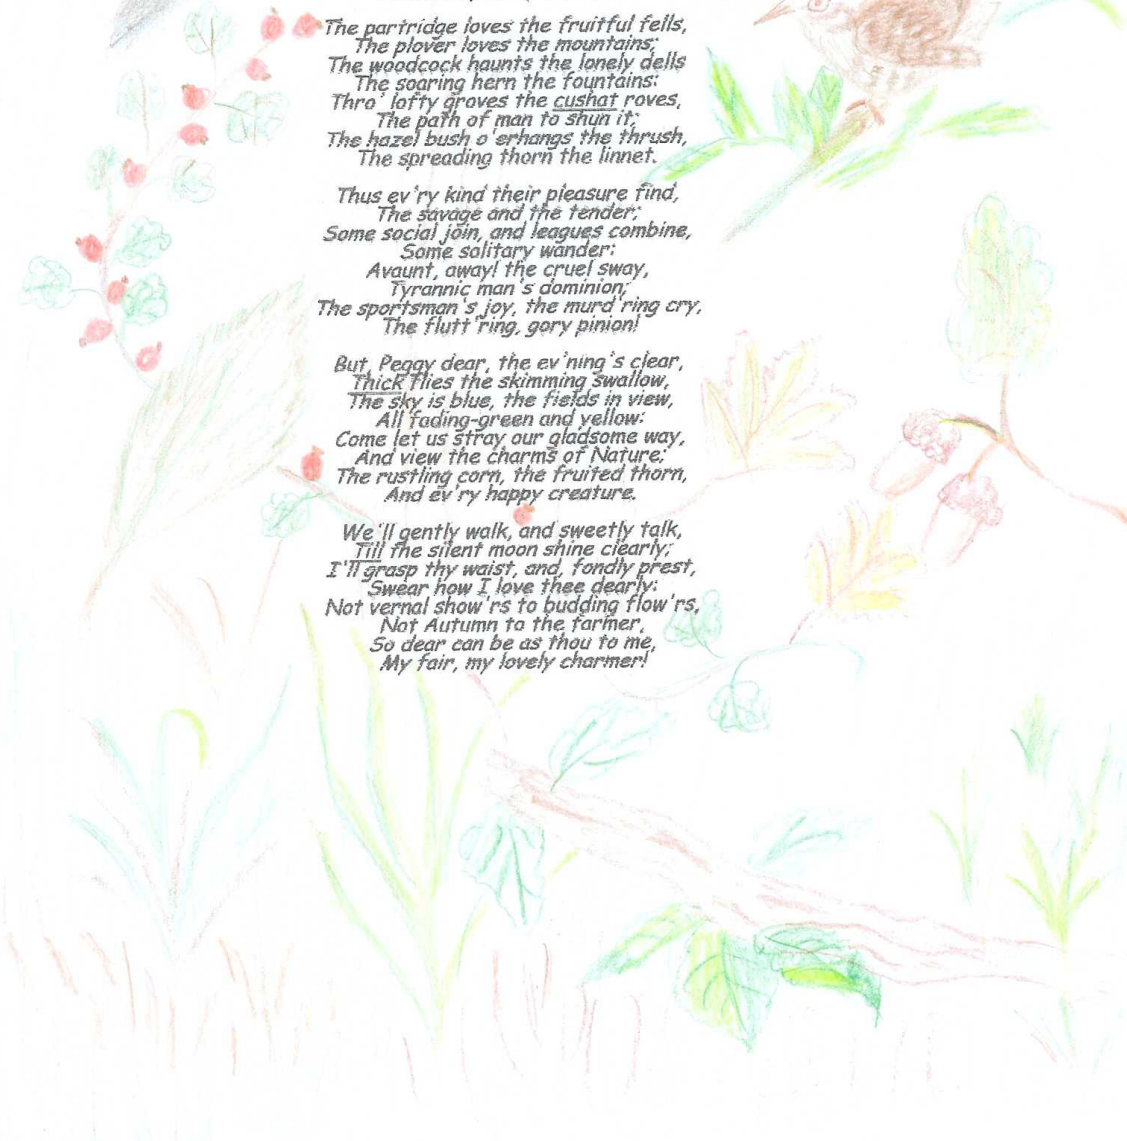 The partridge loves the fruitful fells,
The plover loves the mountains;
The woodcock haunts the lonely dells
The soaring hern the fountains:
Thro' lofty groves the cushat roves,
The path of man to shun it;
The hazel bush o'erhangs the thrush,
The spreading thorn the linnet.
Thus ev'ry kind their pleasure find,
The savage and the tender;
Some social join, and leagues combine,
Some solitary wander:
Avaunt, away! the cruel sway,
Tyrannic man's dominion;
The sportsman's joy, the murd'ring cry,
The flutt'ring, gory pinion!
But, Peggy dear, the ev'ning's clear,
Thick flies the skimming swallow,
The sky is blue, the fields in view,
All fading-green and yellow:
Come let us stray our gladsome way,
And view the charms of Nature;
The rustling corn, the fruited thorn,
And ev'ry happy creature.
We'll gently walk, and sweetly talk,
Till the silent moon shine clearly;
I'll grasp thy waist, and, fondly prest,
Swear how I love thee dearly:
Not vernal show'rs to budding flow'rs,
Not Autumn to the farmer,
So dear can be as thou to me,
My fair, my lovely charmer!